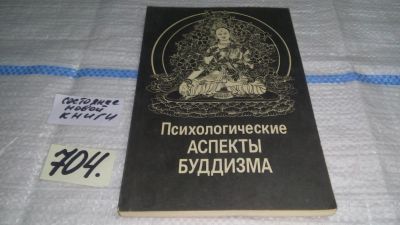 состояние
новой
книги
704.
Психологические
АСПЕКТЫ
БУДДИЗМА